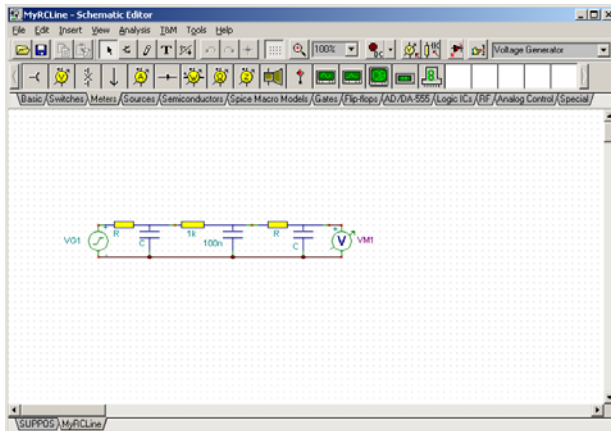 MyRCLine - Schematic Editor
File Edit Insert View Analysis T&M Tools Help
100% Voltage Generator
Basic Switches Meters Sources Semiconductors Spice Macro Models Gates Flip-flops AD/DA-555 Logic ICs RF Analog Control Special
R 1k R
VG1 C 100n C V VM1
SUPPOS MyRCLine